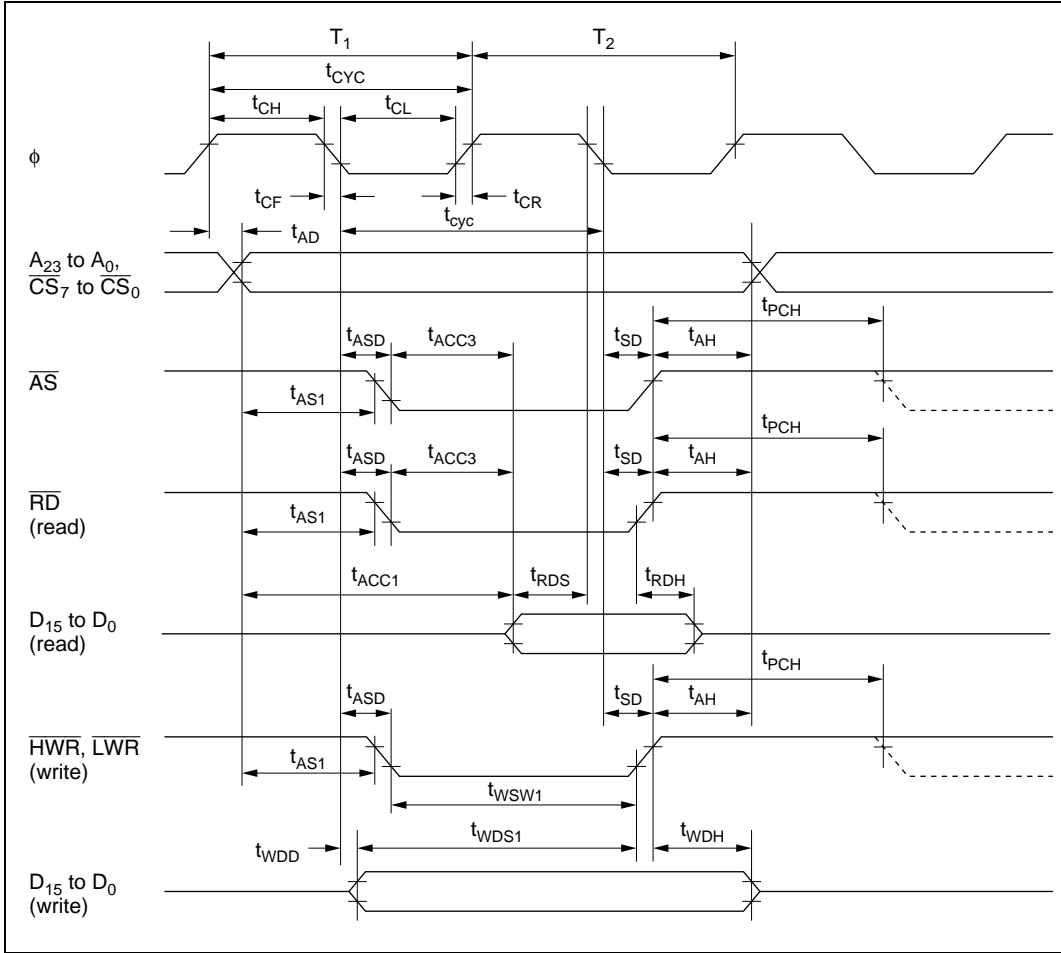 T1 T2
tCYC
tCH tCL
ϕ
tCF tCR
tAD tcyc
A23 to A0,
CS7 to CS0
tPCH
tASD tACC3 tSD tAH
AS
tAS1
tPCH
tASD tACC3 tSD tAH
RD
(read)
tAS1
tACC1 tRDS tRDH
D15 to D0
(read)
tPCH
tASD tSD tAH
HWR, LWR
(write)
tAS1
tWSW1
tWDD tWDS1 tWDH
D15 to D0
(write)